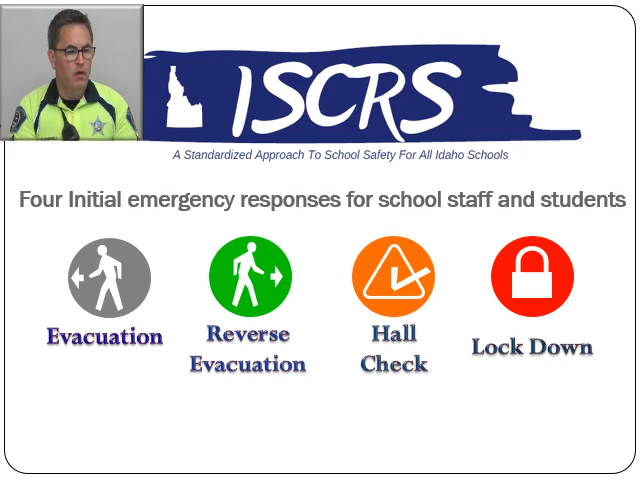 ISCRS
A Standardized Approach To School Safety For All Idaho Schools
Four Initial emergency responses for school staff and students
Evacuation
Reverse
Evacuation
Hall
Check
Lock Down